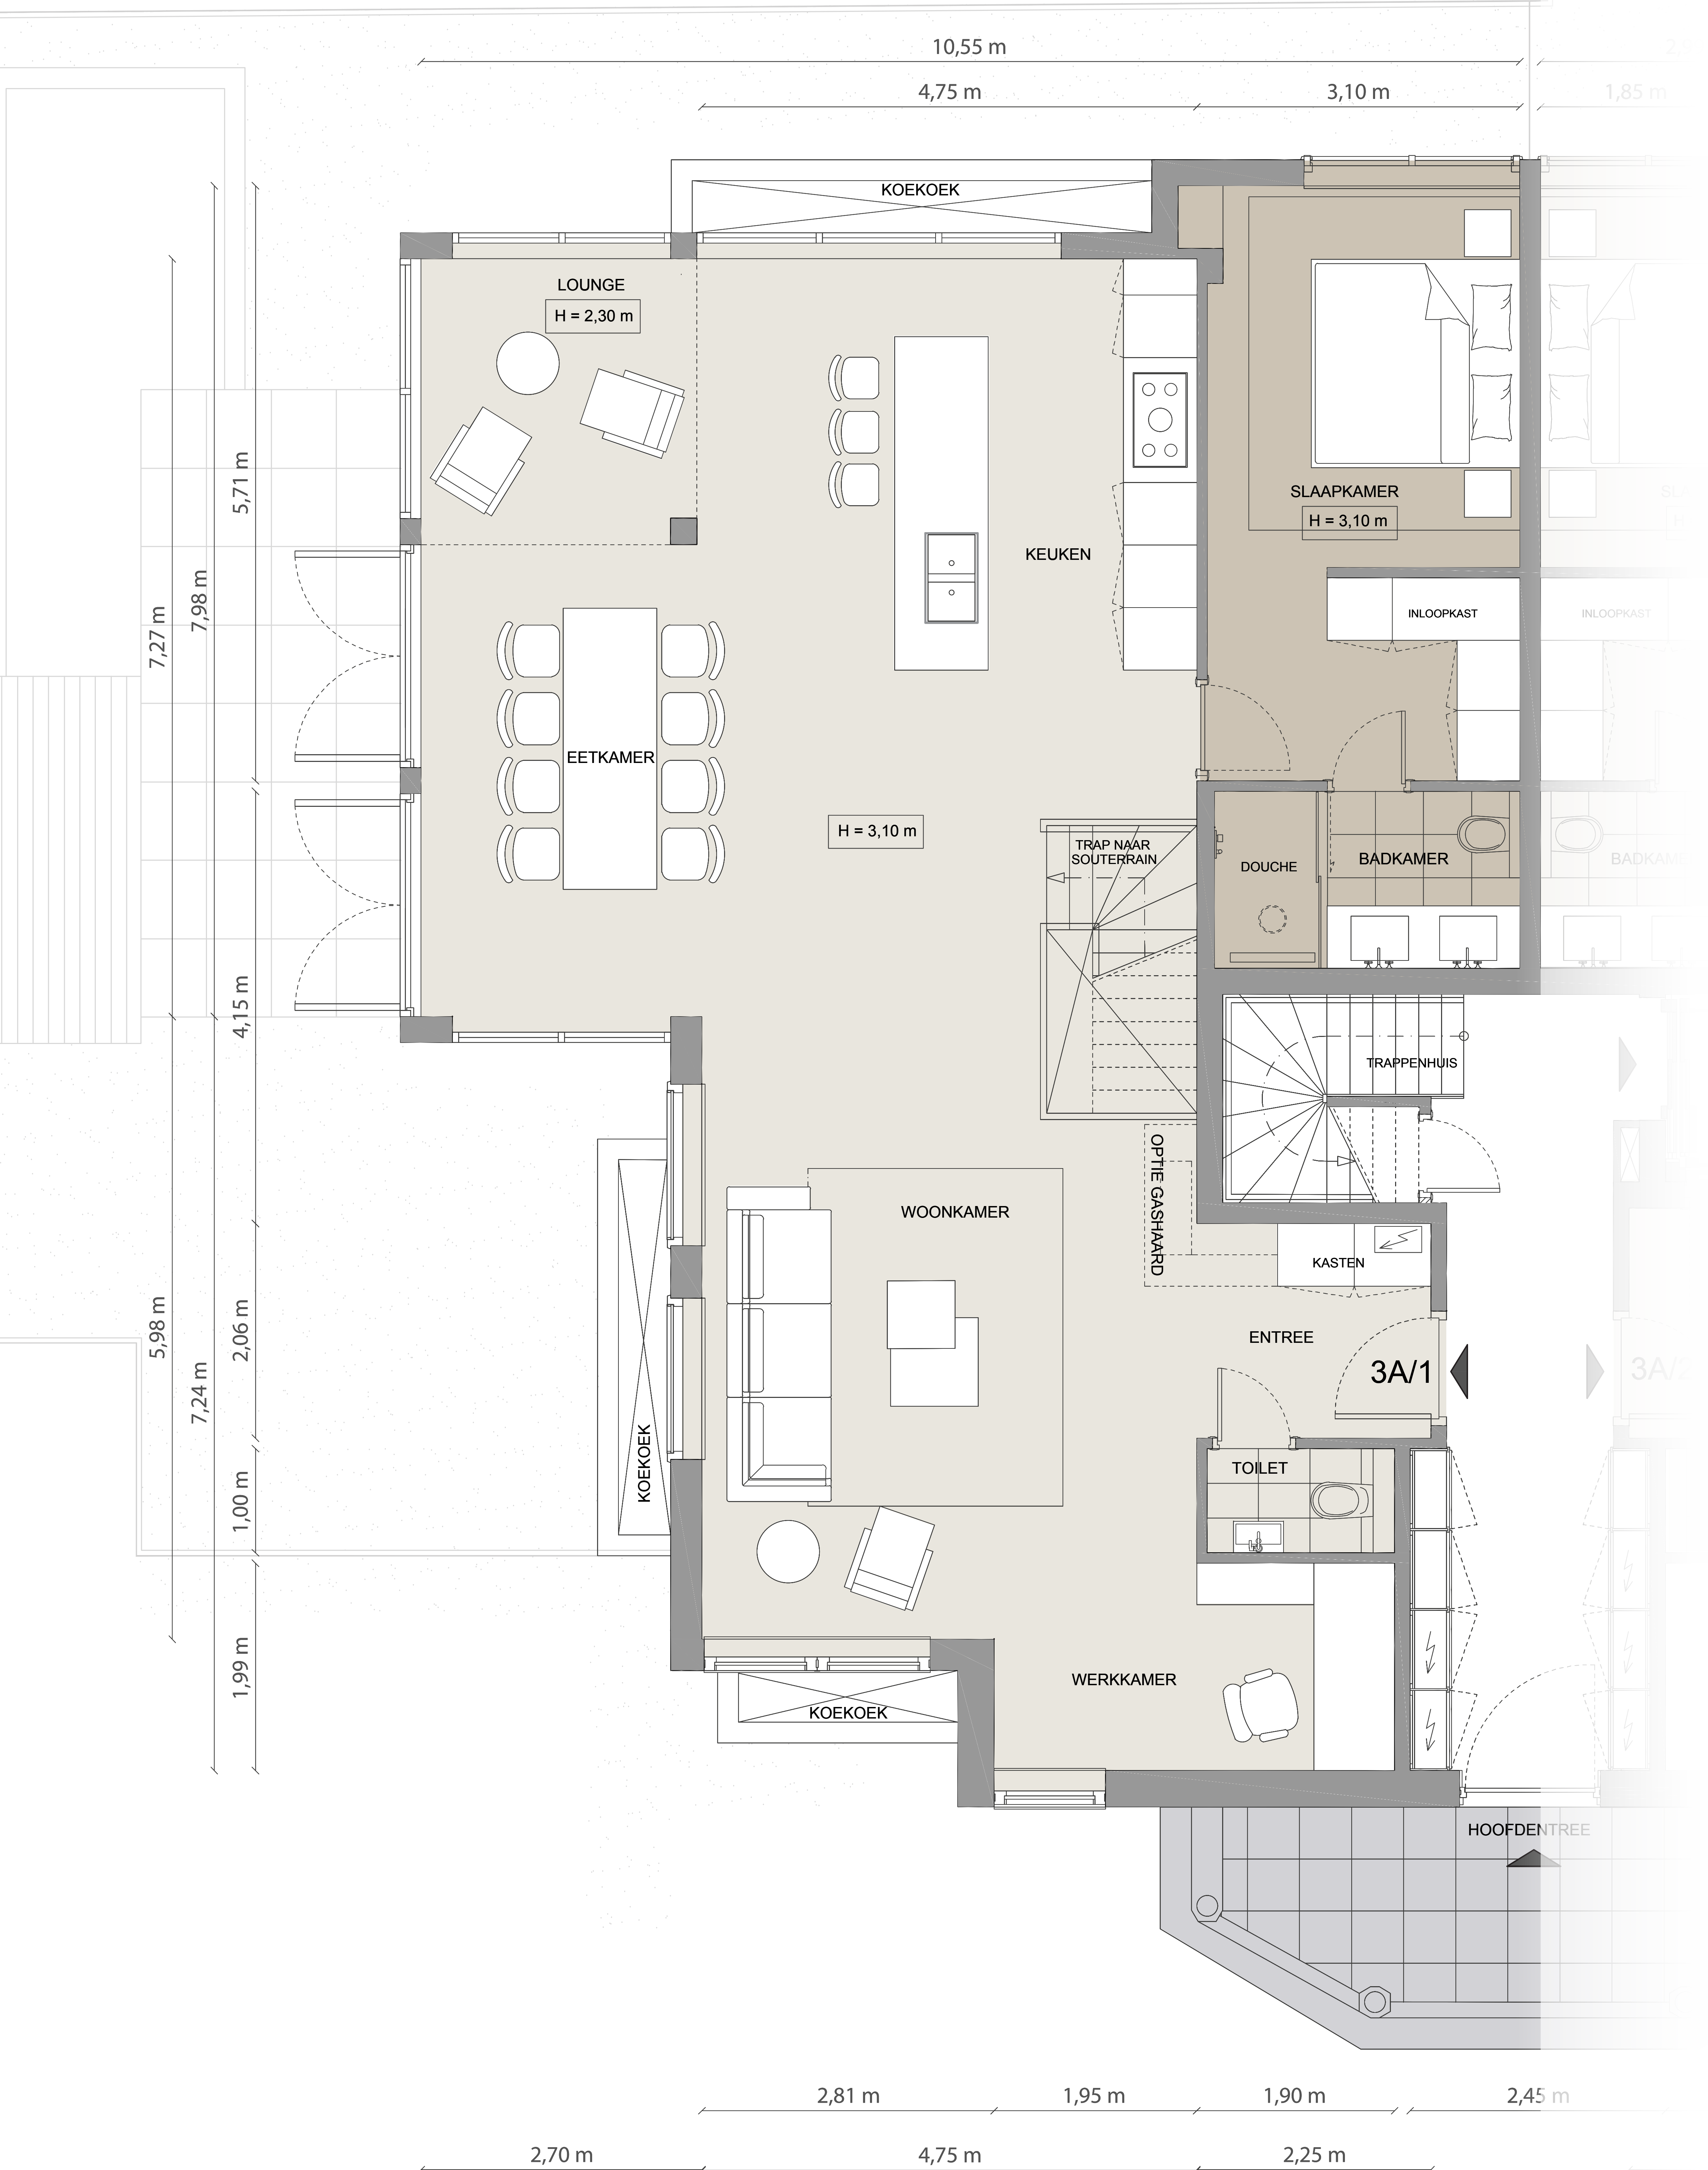 10,55 m
4,75 m
3,10 m
1,85 m
KOEKOEK
LOUNGE
H = 2,30 m
5,71 m
SLAAPKAMER
H = 3,10 m
KEUKEN
7,98 m
7,27 m
INLOOPKAST
INLOOPKAST
EETKAMER
H = 3,10 m
TRAP NAAR
SOUTERRAIN
DOUCHE
BADKAMER
4,15 m
TRAPPENHUIS
OPTIE GASHAARD
WOONKAMER
KASTEN
5,98 m
2,06 m
ENTREE
3A/1
7,24 m
KOEKOEK
TOILET
1,00 m
1,99 m
WERKKAMER
KOEKOEK
HOOFDENTREE
2,81 m
1,95 m
1,90 m
2,45 m
2,70 m
4,75 m
2,25 m